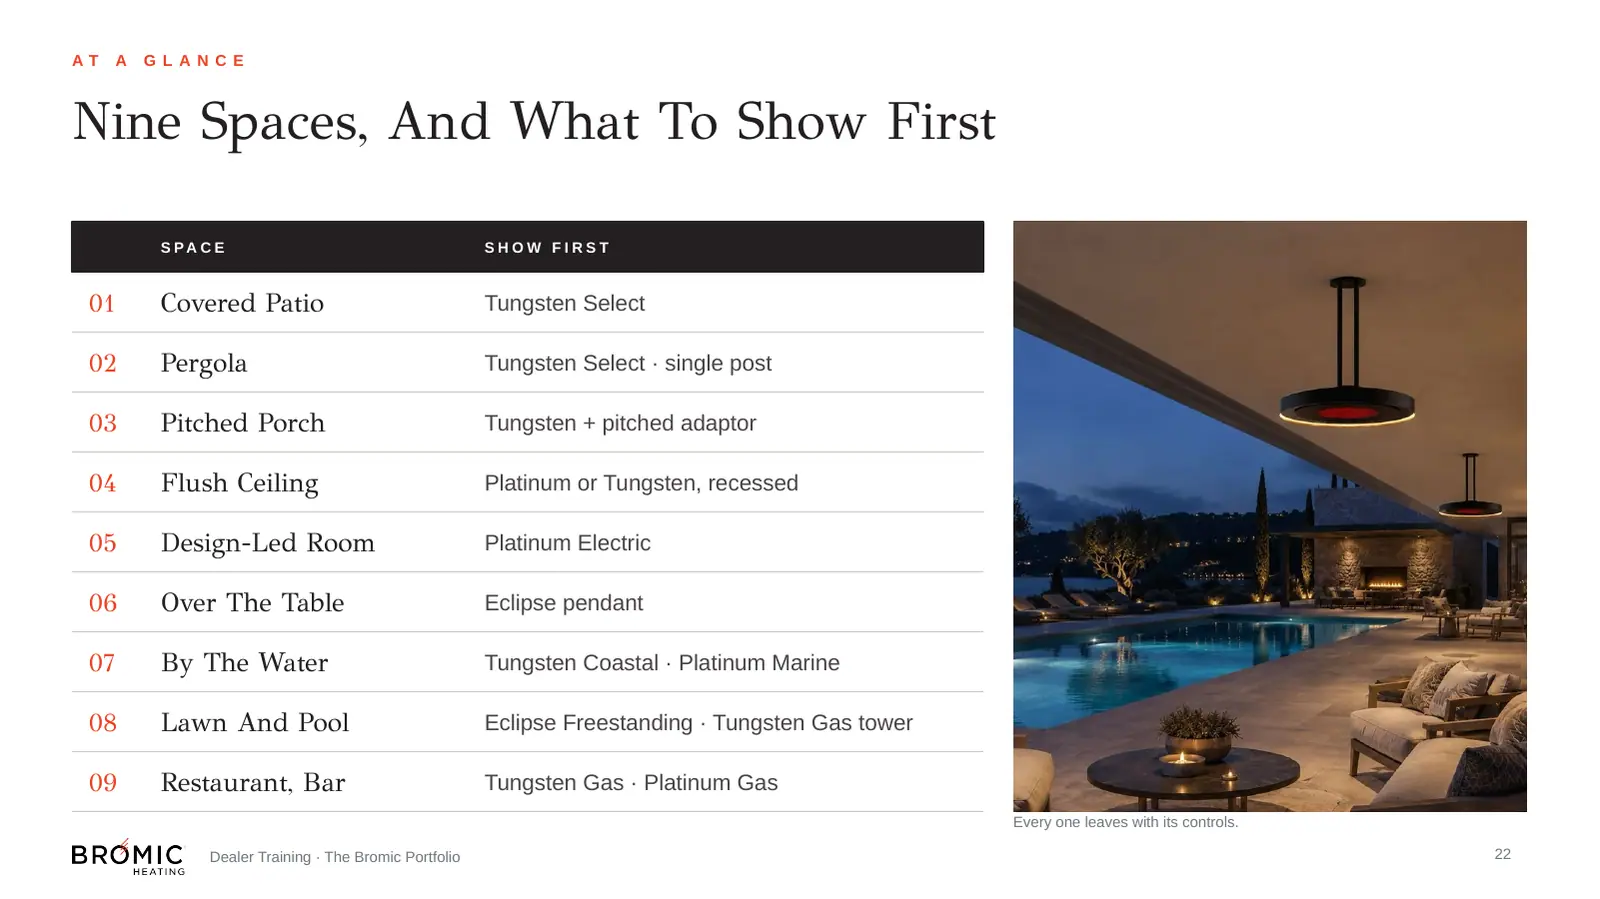 AT A GLANCE
Nine Spaces, And What To Show First
SPACE SHOW FIRST
01 Covered Patio Tungsten Select
02 Pergola Tungsten Select · single post
03 Pitched Porch Tungsten + pitched adaptor
04 Flush Ceiling Platinum or Tungsten, recessed
05 Design-Led Room Platinum Electric
06 Over The Table Eclipse pendant
07 By The Water Tungsten Coastal · Platinum Marine
08 Lawn And Pool Eclipse Freestanding · Tungsten Gas tower
09 Restaurant, Bar Tungsten Gas · Platinum Gas
Every one leaves with its controls.
BROMIC
HEATING
Dealer Training · The Bromic Portfolio
22